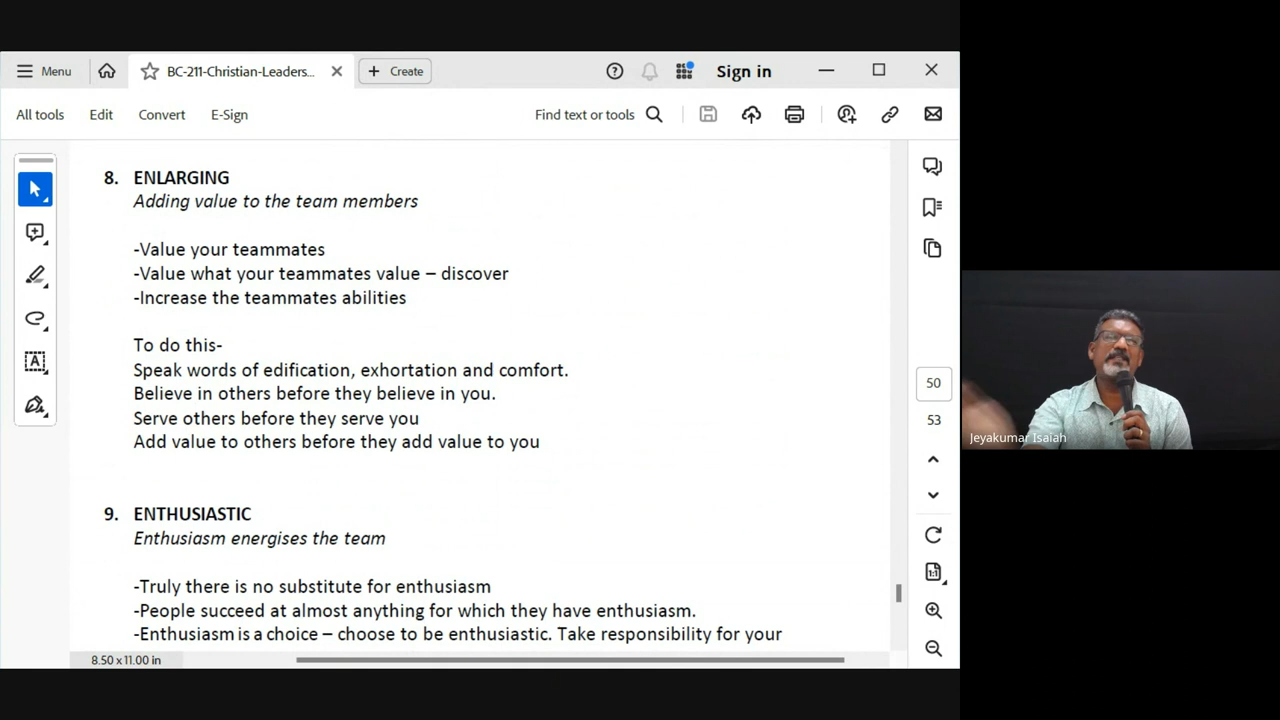 Menu
BC-211-Christian-Leaders...
Create
Sign in
All tools
Edit
Convert
E-Sign
Find text or tools
8. ENLARGING
Adding value to the team members
-Value your teammates
-Value what your teammates value – discover
-Increase the teammates abilities
To do this-
Speak words of edification, exhortation and comfort.
Believe in others before they believe in you.
Serve others before they serve you
Add value to others before they add value to you
9. ENTHUSIASTIC
Enthusiasm energises the team
-Truly there is no substitute for enthusiasm
-People succeed at almost anything for which they have enthusiasm.
-Enthusiasm is a choice – choose to be enthusiastic. Take responsibility for your
8.50 x 11.00 in
50
53
1:1
Jeyakumar Isaiah